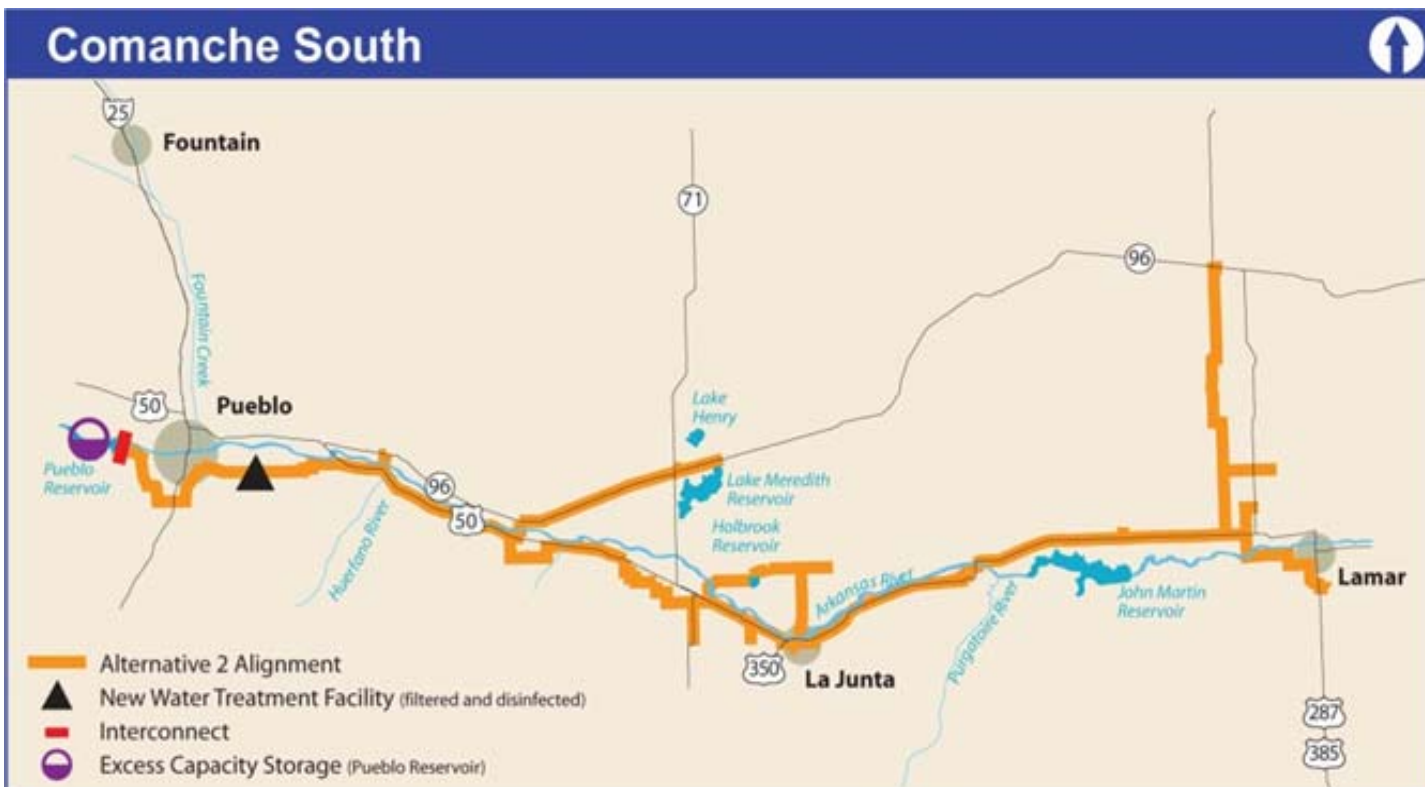 Comanche South
25
Fountain
71
96
Fountain Creek
50
Pueblo
Lake
Henry
Pueblo
Reservoir
96
50
Lake Meredith
Reservoir
Huerfano River
Holbrook
Reservoir
Arkansas River
Purgatoire River
John Martin
Reservoir
Lamar
350
La Junta
287
385
Alternative 2 Alignment
New Water Treatment Facility (filtered and disinfected)
Interconnect
Excess Capacity Storage (Pueblo Reservoir)